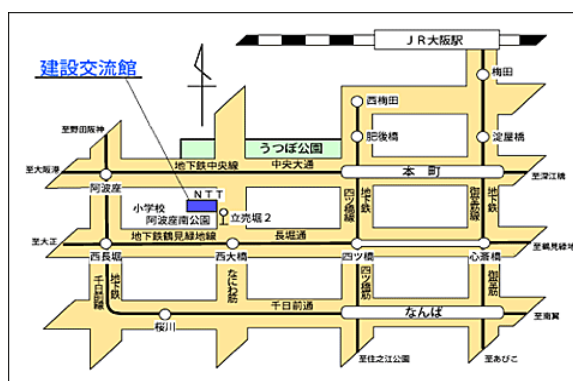 JR大阪駅
建設交流館
梅田
西梅田
至野田阪神
うつぼ公園
肥後橋
淀屋橋
地下鉄中央線
中央大通
至大阪港
本町
至深江橋
阿波座
NTT
小学校
阿波座南公園
立売堀2
四ツ橋線
地下鉄
御堂筋線
地下鉄
至大正
地下鉄鶴見緑地線
長堀通
至鶴見緑地
西長堀
西大橋
四ツ橋
心斎橋
千日前線
地下鉄
なにわ筋
四ツ橋筋
御堂筋
千日前通
なんば
桜川
至南巽
至住之江公園
至あびこ